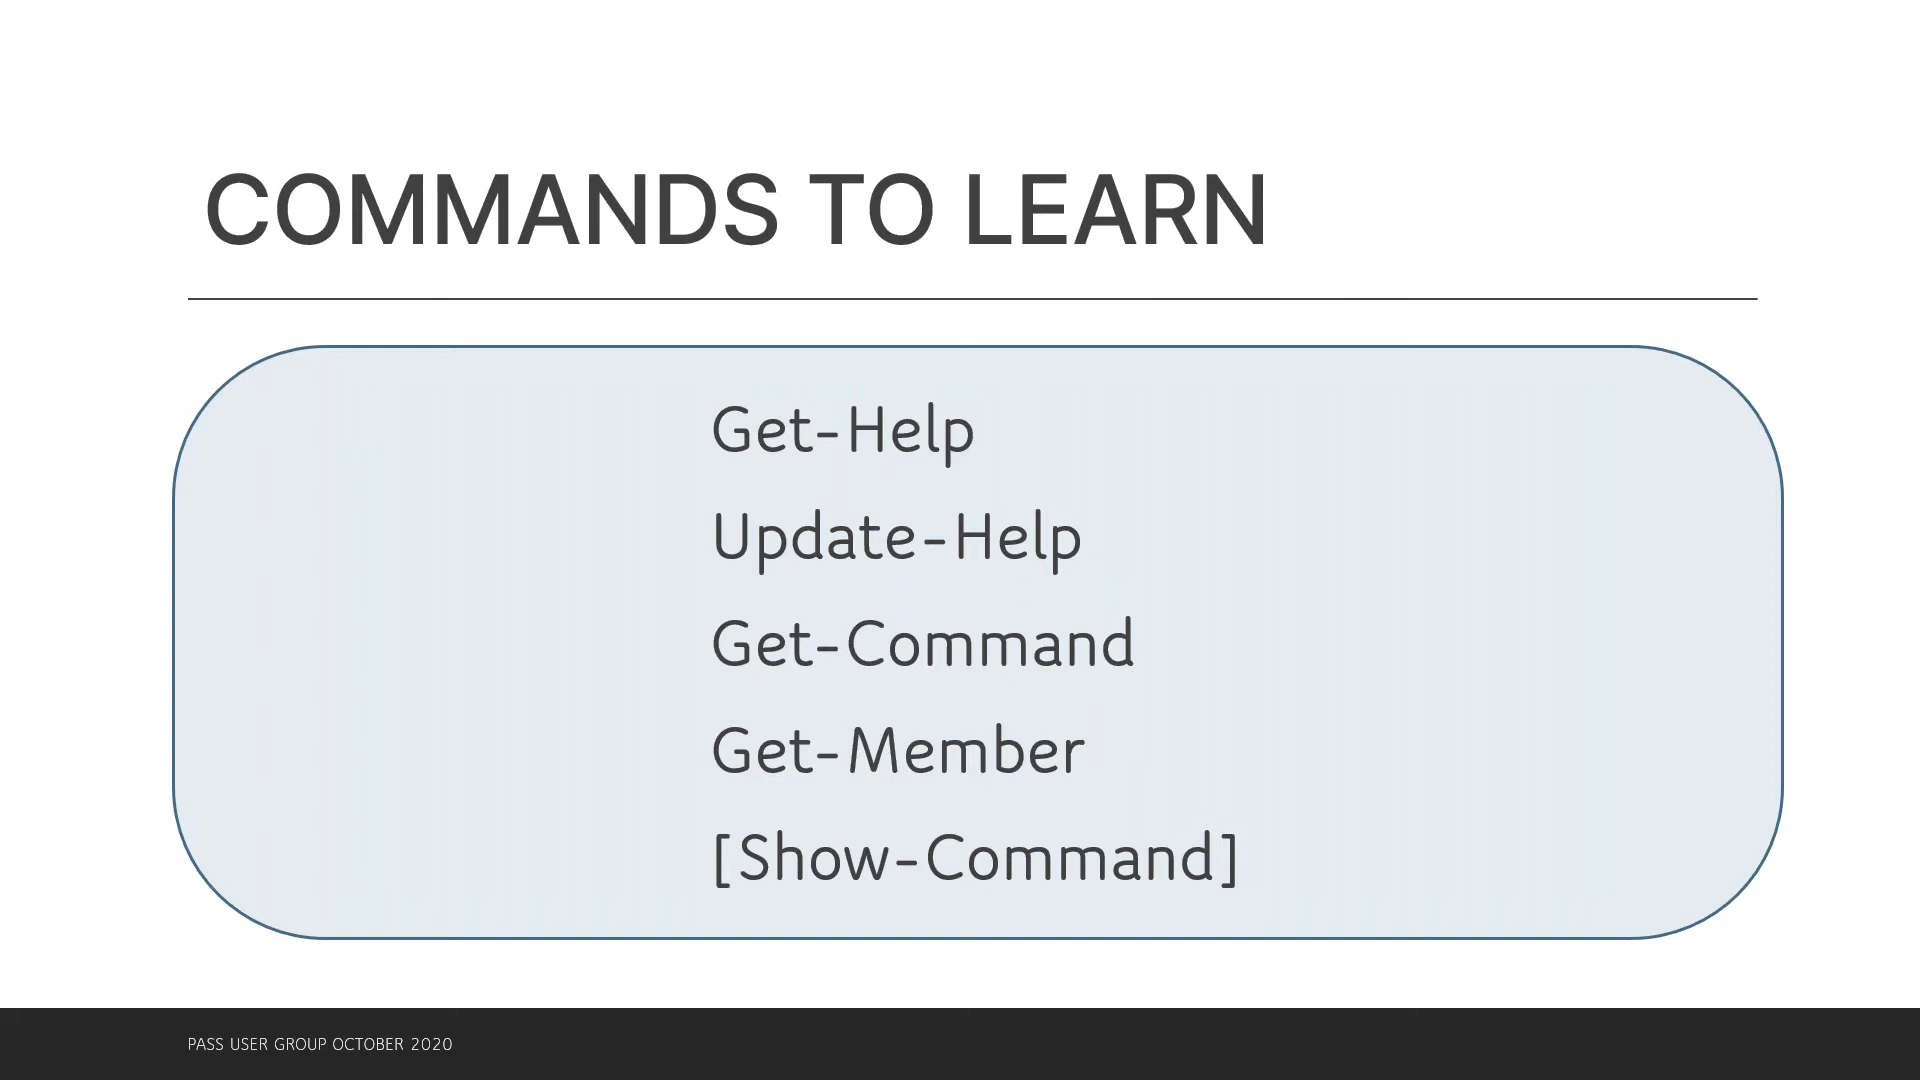 COMMANDS TO LEARN
Get-Help
Update-Help
Get-Command
Get-Member
[Show-Command]
PASS USER GROUP OCTOBER 2020